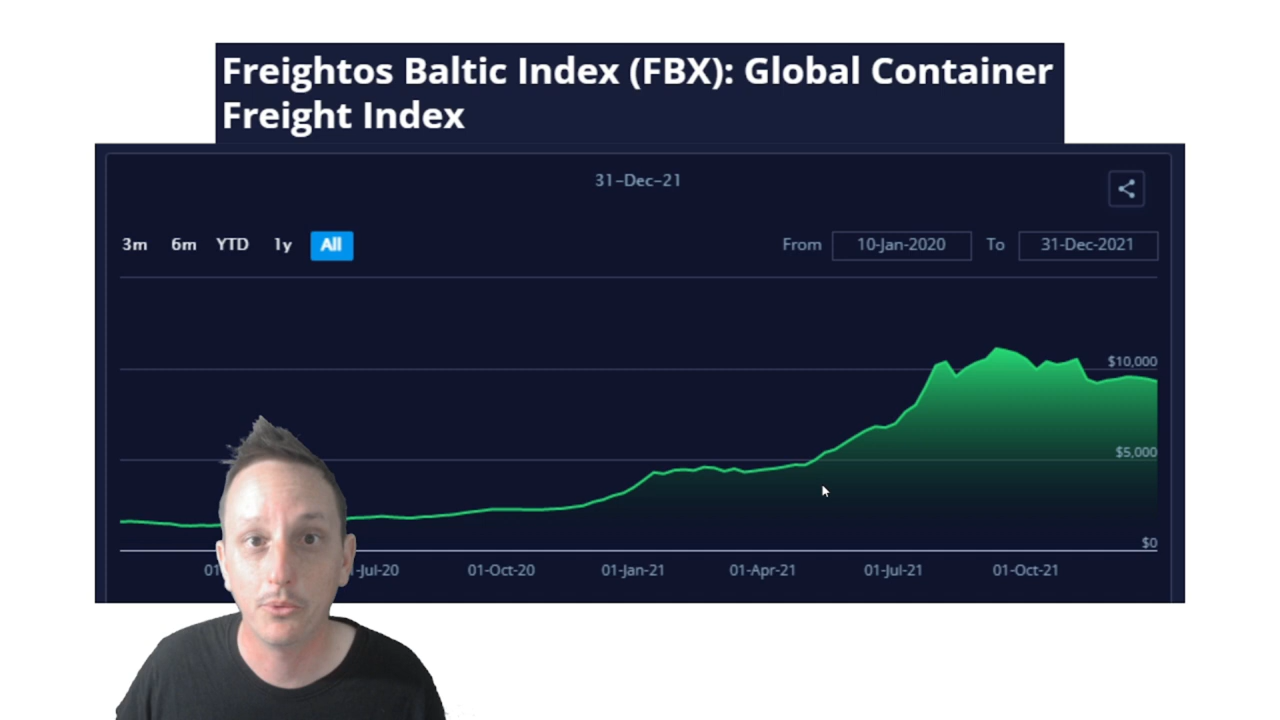 Freightos Baltic Index (FBX): Global Container
Freight Index
31-Dec-21
3m 6m YTD 1y All From 10-Jan-2020 To 31-Dec-2021
$10,000
$5,000
$0
-Jul-20 01-Oct-20 01-Jan-21 01-Apr-21 01-Jul-21 01-Oct-21